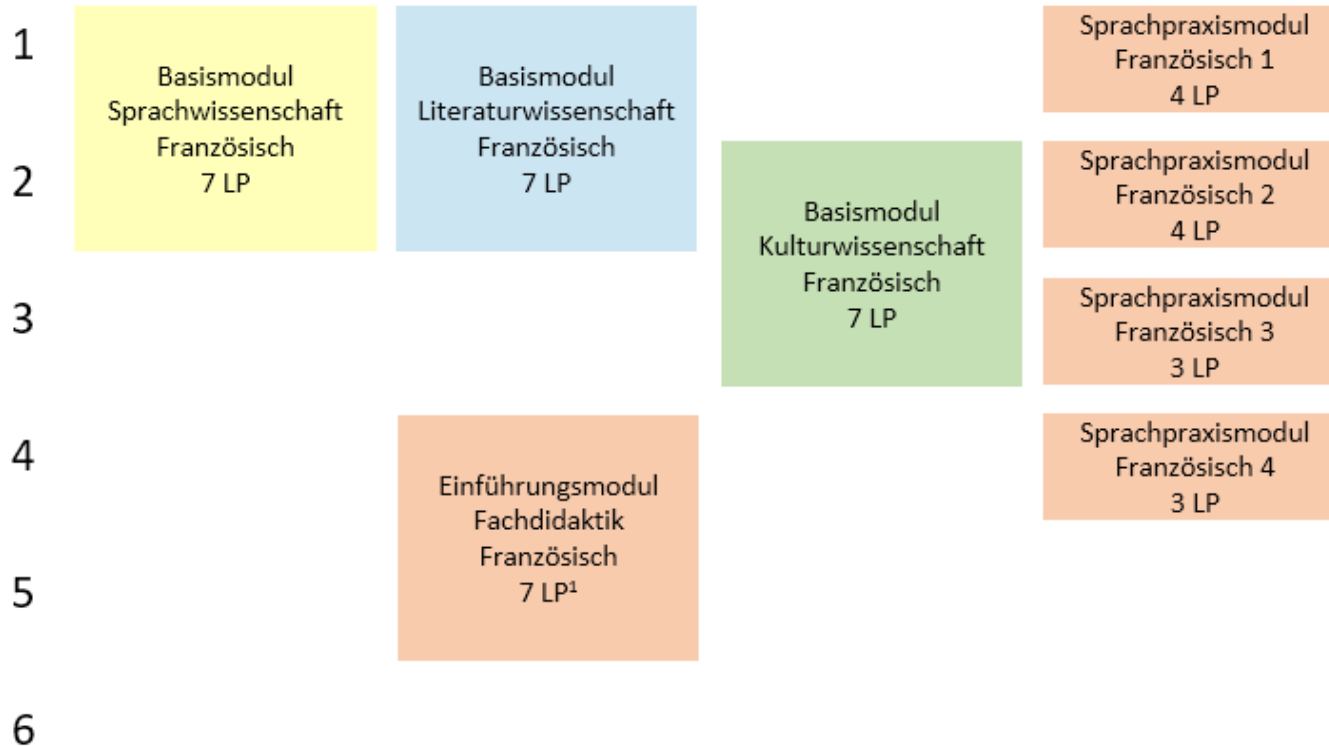 1
Basismodul
Sprachwissenschaft
Französisch
7 LP
Basismodul
Literaturwissenschaft
Französisch
7 LP
Sprachpraxismodul
Französisch 1
4 LP
2
Basismodul
Kulturwissenschaft
Französisch
7 LP
Sprachpraxismodul
Französisch 2
4 LP
3
Sprachpraxismodul
Französisch 3
3 LP
4
Einführungsmodul
Fachdidaktik
Französisch
7 LP¹
Sprachpraxismodul
Französisch 4
3 LP
5
6